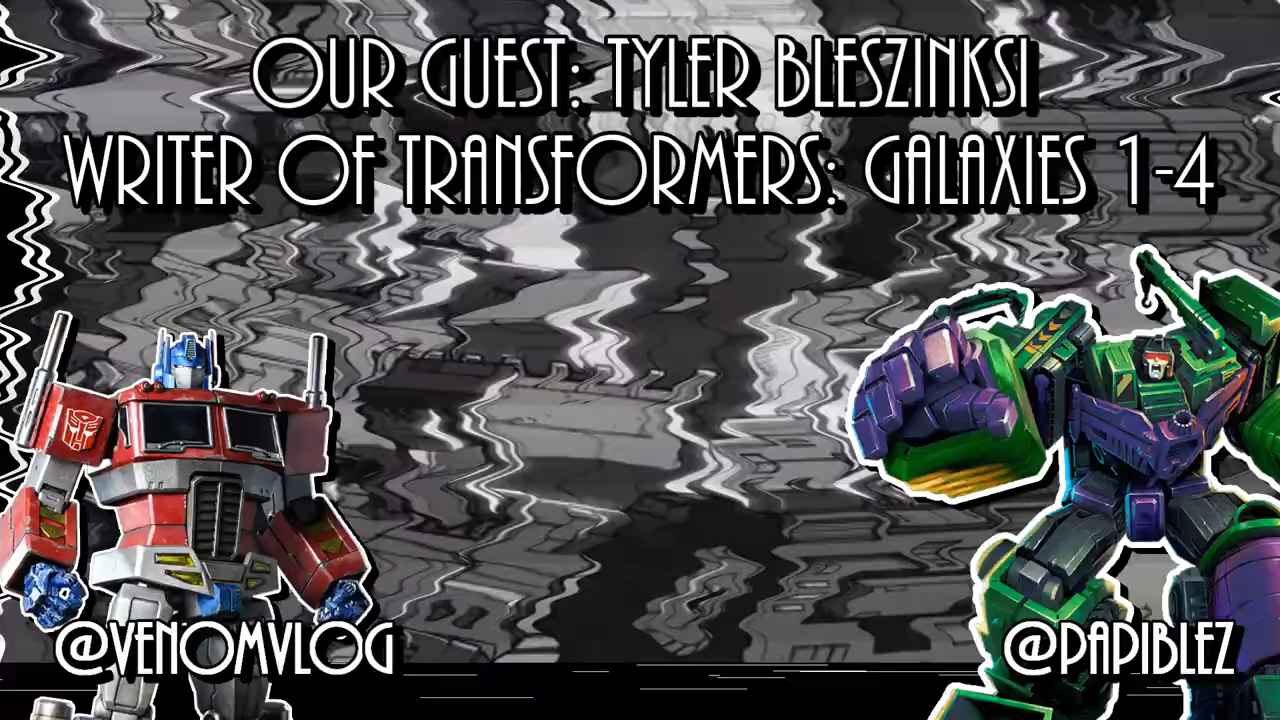 OUR GUEST: TYLER BLESZINKSI
WRITER OF TRANSFORMERS: GALAXIES 1-4
@VENOMVLOG
@PAPIBLEZ